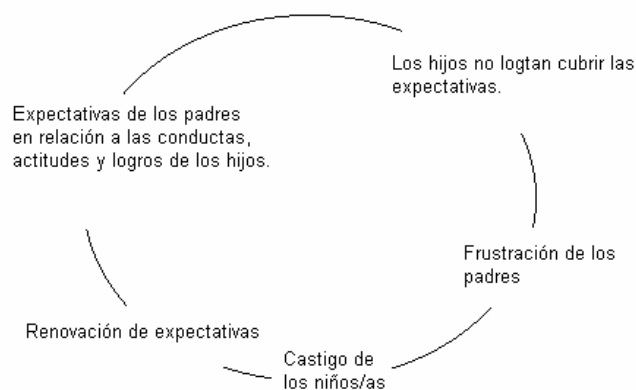 Los hijos no logtan cubrir las
expectativas.
Expectativas de los padres
en relación a las conductas,
actitudes y logros de los hijos.
Frustración de los
padres
Renovación de expectativas
Castigo de
los niños/as